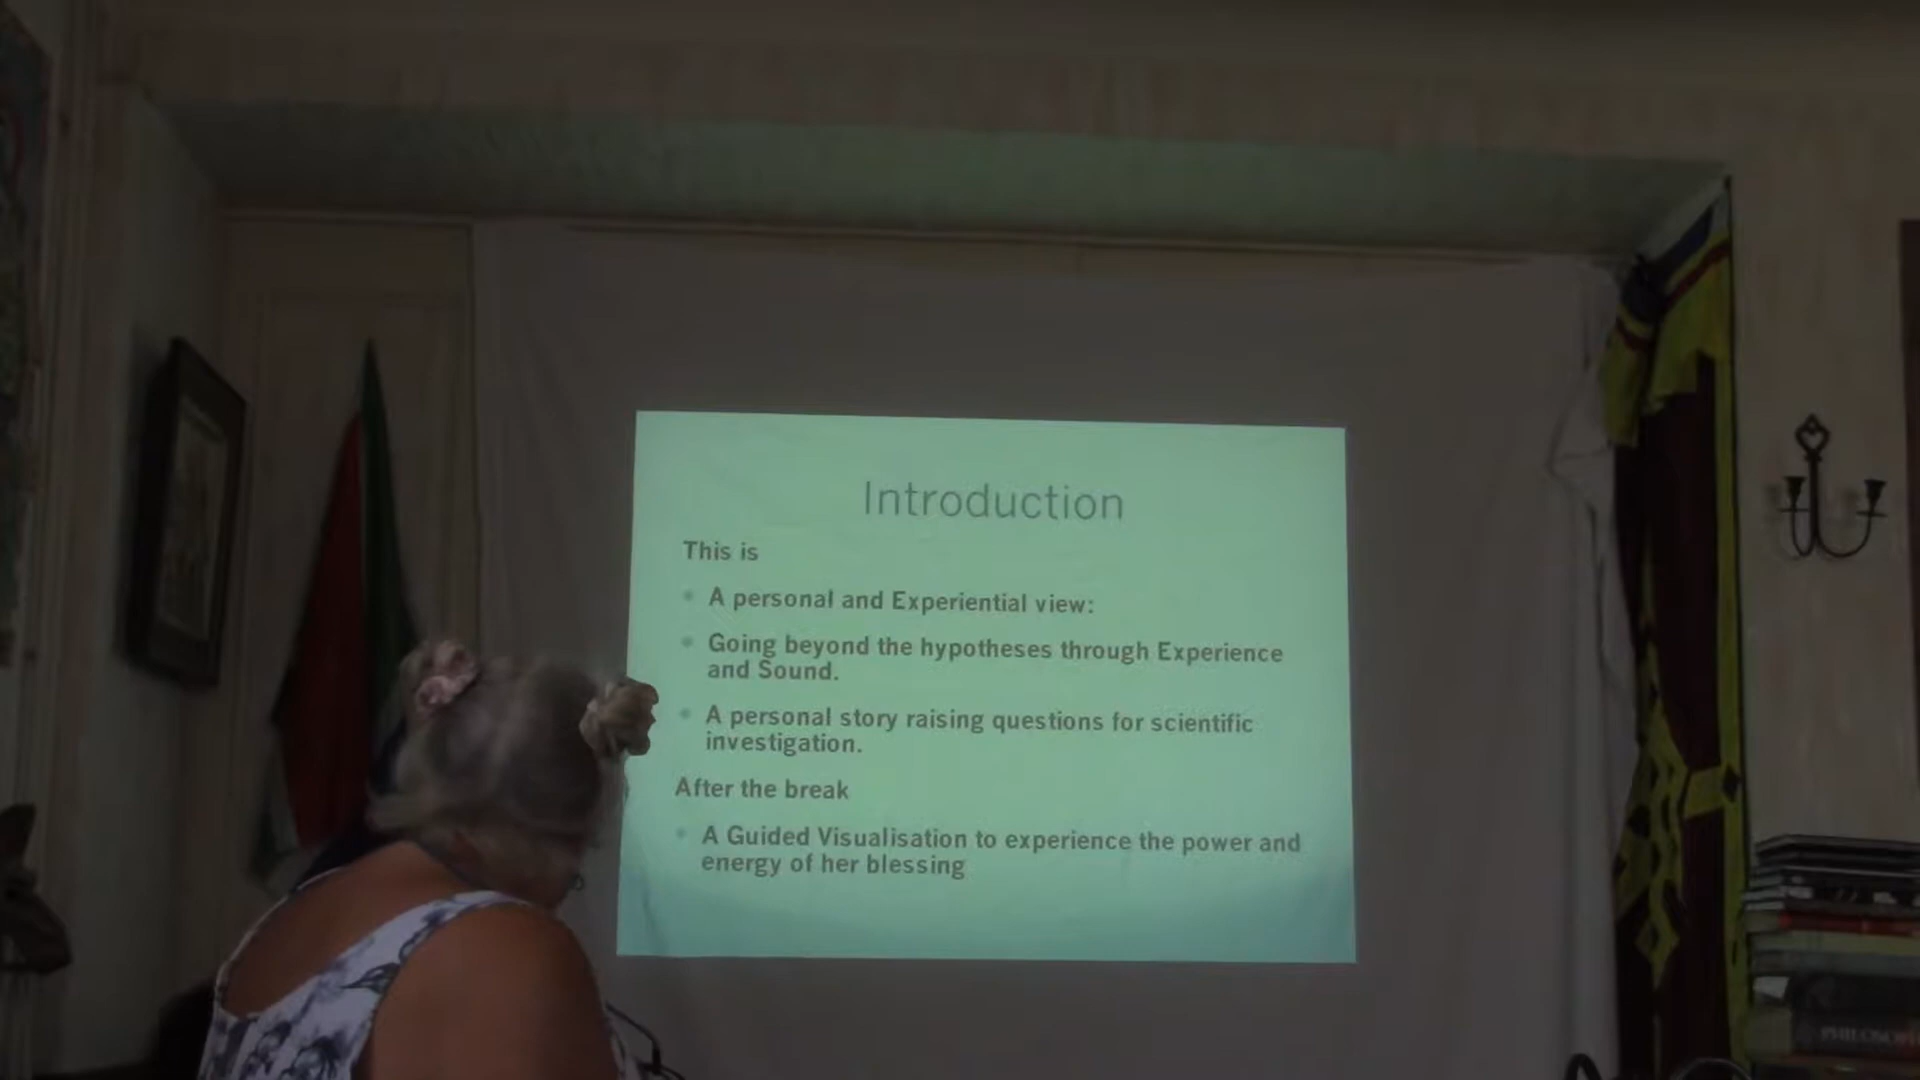 Introduction
This is
A personal and Experiential view:
Going beyond the hypotheses through Experience
and Sound.
A personal story raising questions for scientific
investigation.
After the break
A Guided Visualisation to experience the power and
energy of her blessing